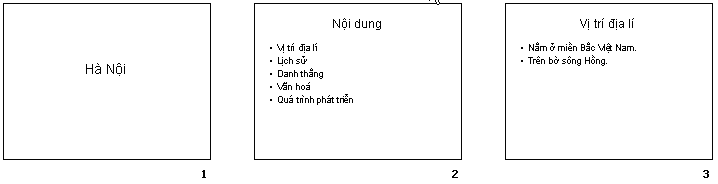 Hà Nội
1
Nội dung
• Vị trí địa lí
• Lịch sử
• Danh thắng
• Văn hoá
• Quá trình phát triển
2
Vị trí địa lí
• Nằm ở miền Bắc Việt Nam.
• Trên bờ sông Hồng.
3